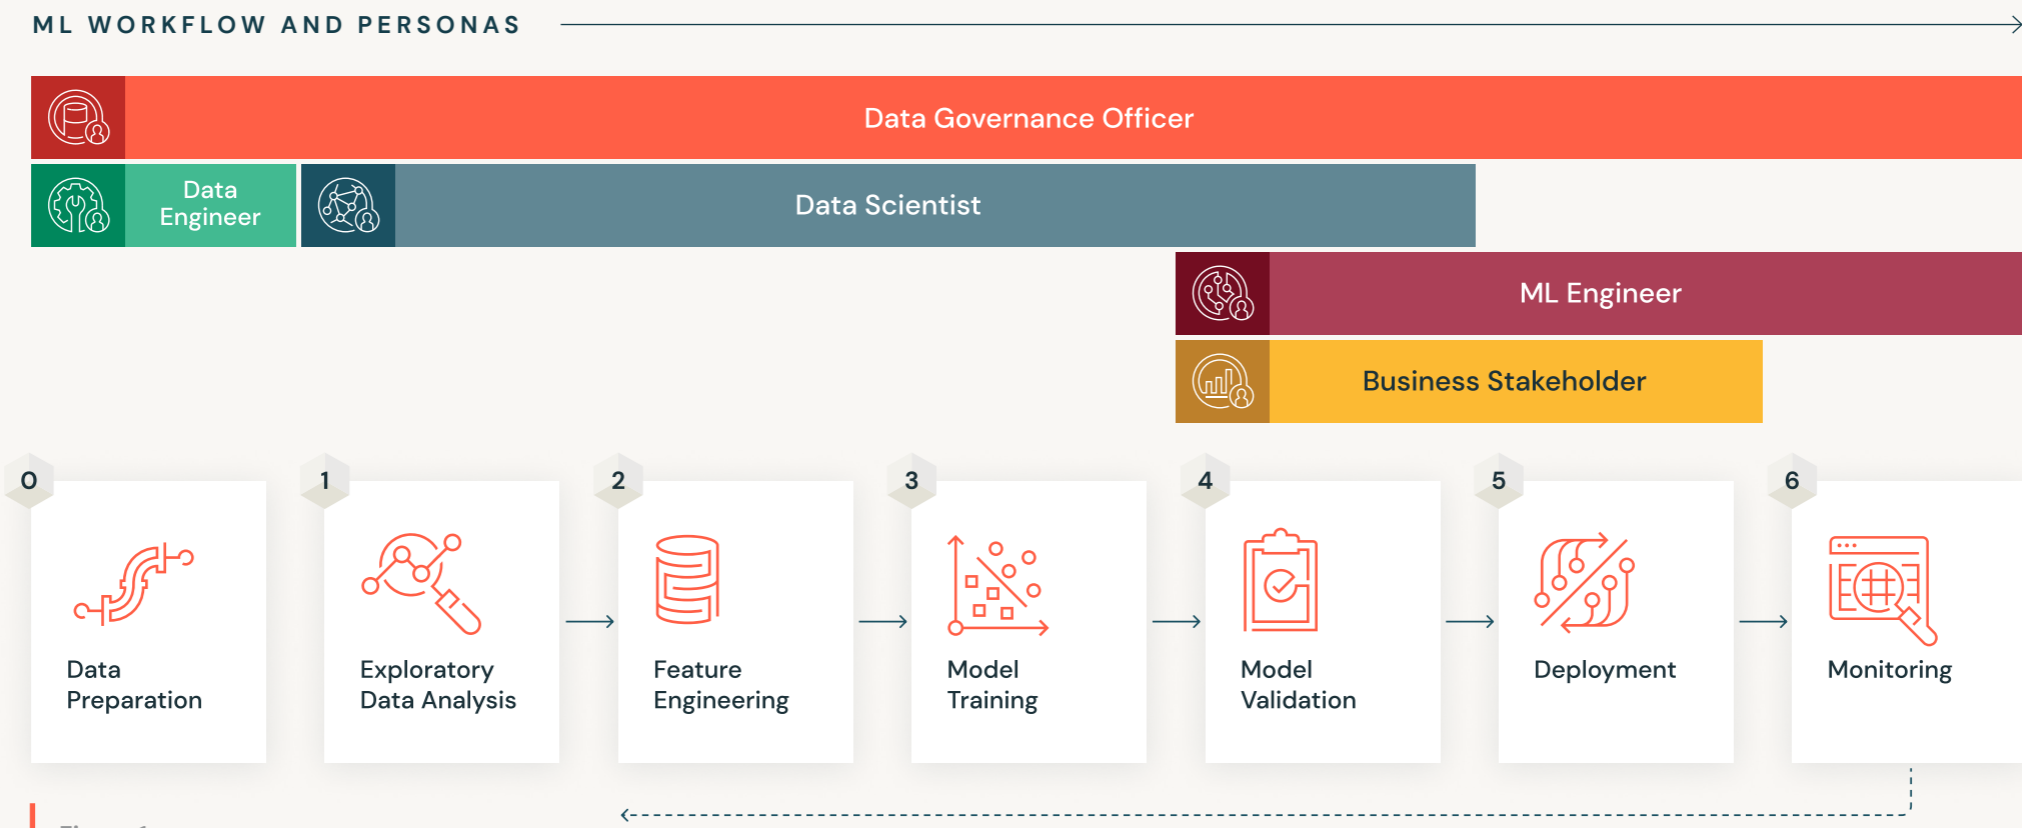 ML WORKFLOW AND PERSONAS
Data Governance Officer
Data
Engineer
Data Scientist
ML Engineer
Business Stakeholder
0
1
2
3
4
5
6
Data
Preparation
Exploratory
Data Analysis
Feature
Engineering
Model
Training
Model
Validation
Deployment
Monitoring